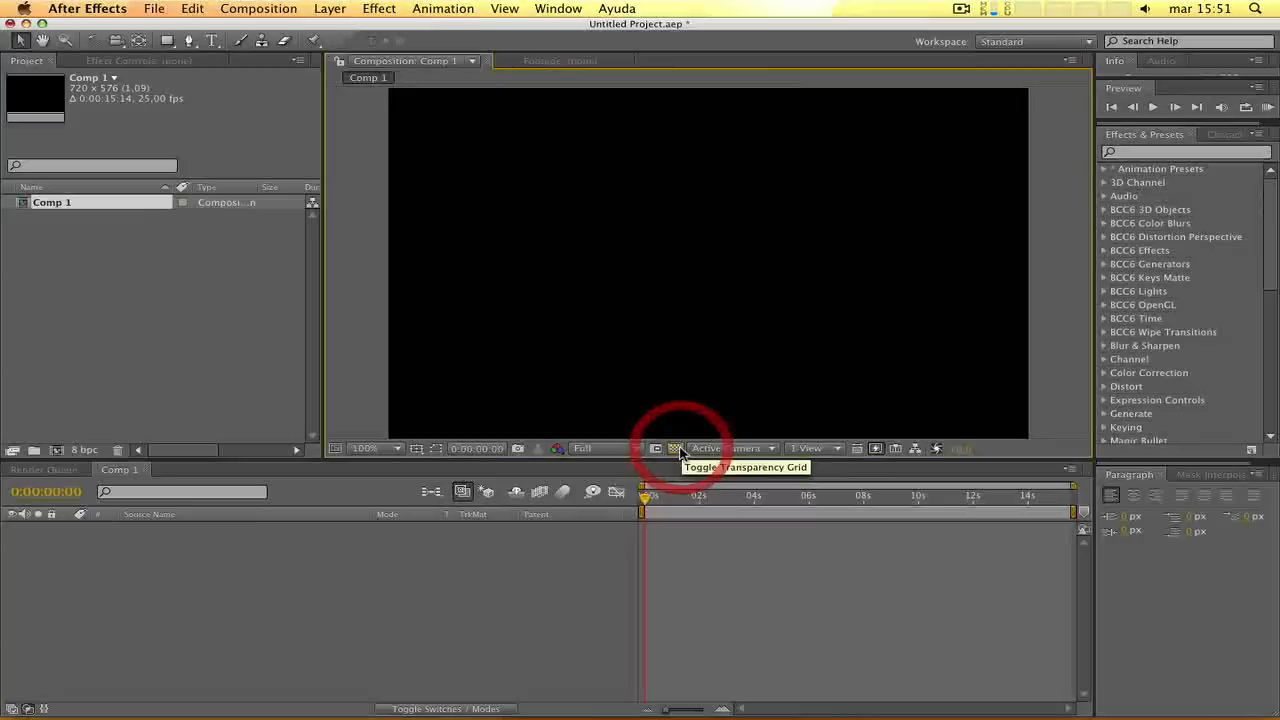 After Effects File Edit Composition Layer Effect Animation View Window Ayuda mar 15:51
Untitled Project.aep *
Workspace: Standard Search Help
Project Effect Controls: (none) Composition: Comp 1 Footage: (none) Info Audio
Comp 1
Comp 1
720 x 576 (1,09)
Δ 0:00:15:14, 25,00 fps
Preview
Effects & Presets
Name Type Size Dur
Comp 1 Composi...n
* Animation Presets
3D Channel
Audio
BCC6 3D Objects
BCC6 Color Blurs
BCC6 Distortion Perspective
BCC6 Effects
BCC6 Generators
BCC6 Keys Matte
BCC6 Lights
BCC6 OpenGL
BCC6 Time
BCC6 Wipe Transitions
Blur & Sharpen
Channel
Color Correction
Distort
Expression Controls
Generate
Keying
Magic Bullet
8 bpc 100% 0:00:00:00 Full Active Camera 1 View
Toggle Transparency Grid
Render Queue Comp 1
Paragraph Mask Interpol
0:00:00:00 00s 02s 04s 06s 08s 10s 12s 14s
# Source Name Mode T TrkMat Parent
0 px 0 px 0 px
0 px 0 px
Toggle Switches / Modes